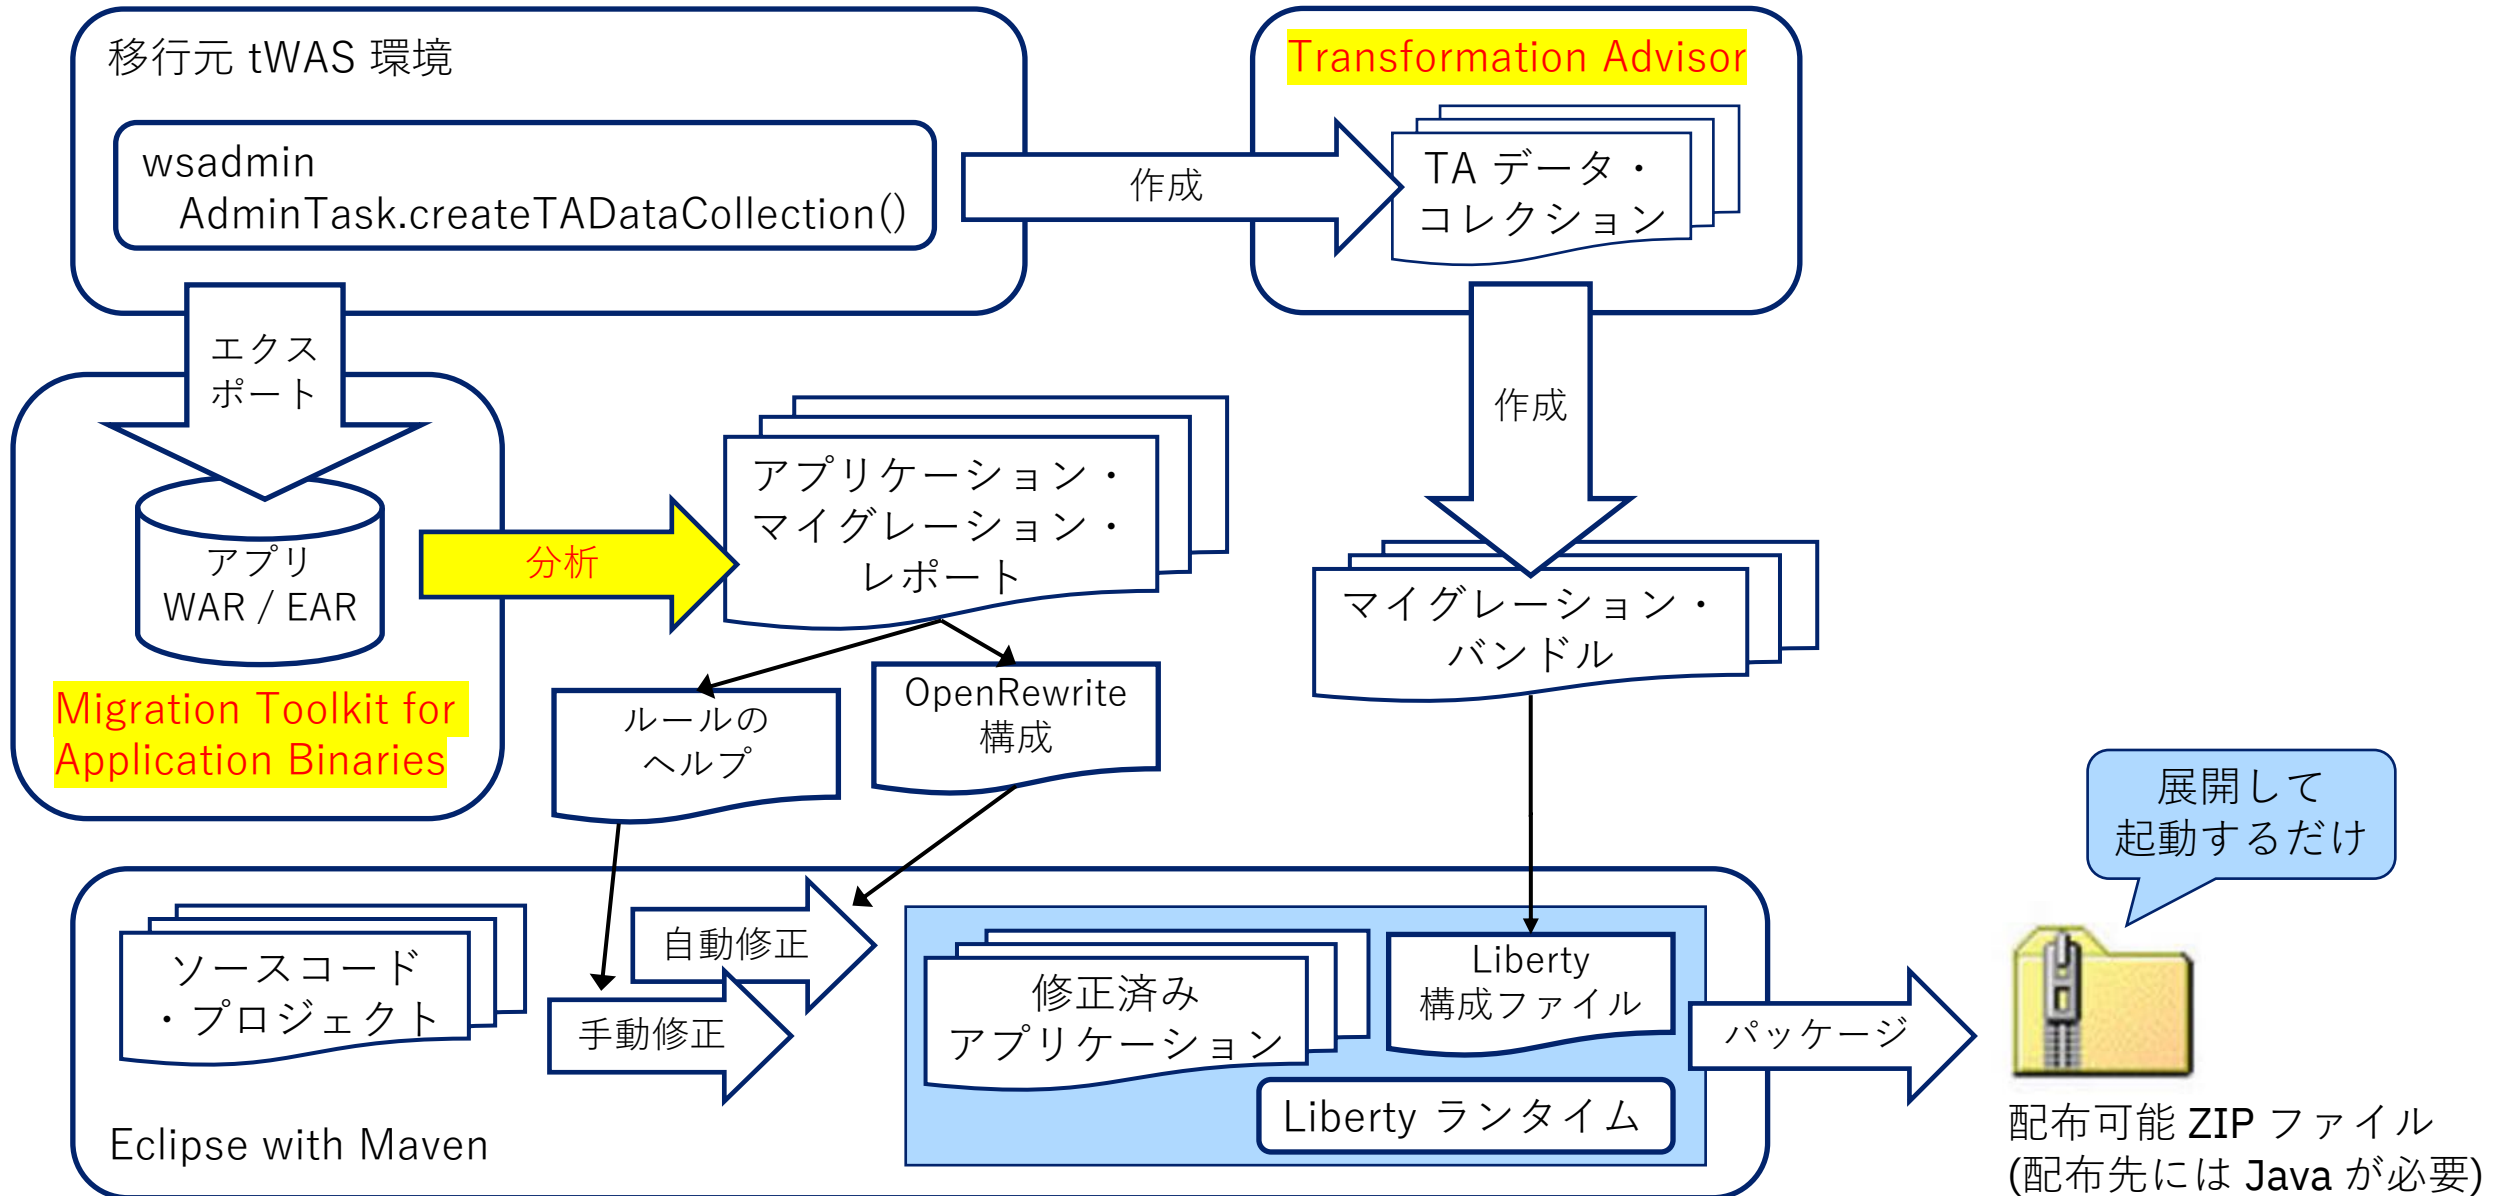 移行元 tWAS 環境
wsadmin
AdminTask.createTADataCollection()
作成
Transformation Advisor
TA データ・
コレクション
エクス
ポート
アプリ
WAR / EAR
Migration Toolkit for
Application Binaries
分析
アプリケーション・
マイグレーション・
レポート
作成
マイグレーション・
バンドル
ルールの
ヘルプ
OpenRewrite
構成
展開して
起動するだけ
ソースコード
・プロジェクト
自動修正
手動修正
修正済み
アプリケーション
Liberty
構成ファイル
Liberty ランタイム
パッケージ
Eclipse with Maven
配布可能 ZIP ファイル
(配布先には Java が必要)